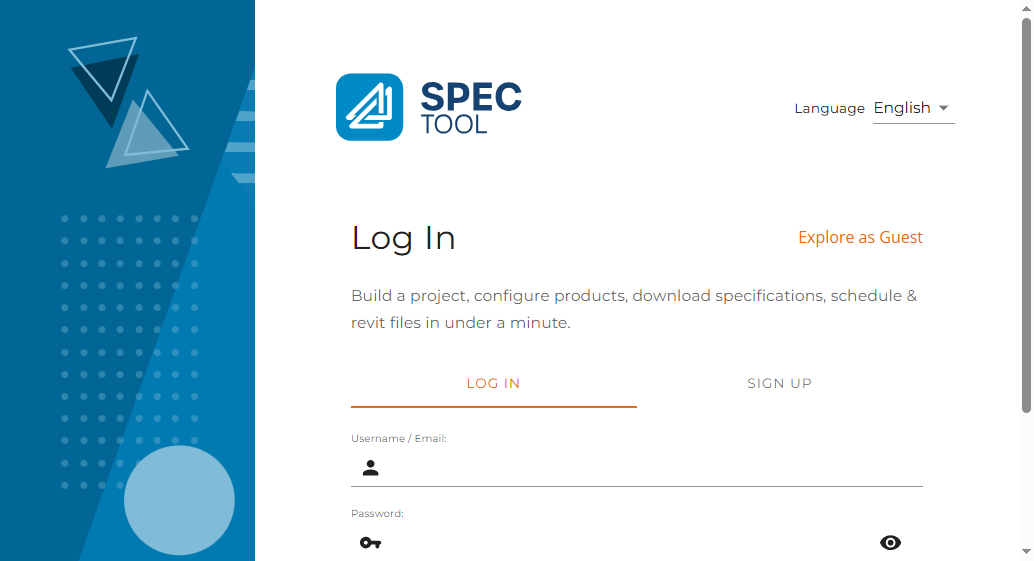 SPEC
TOOL
Language English
Log In
Explore as Guest
Build a project, configure products, download specifications, schedule &
revit files in under a minute.
LOG IN
SIGN UP
Username / Email:
Password: